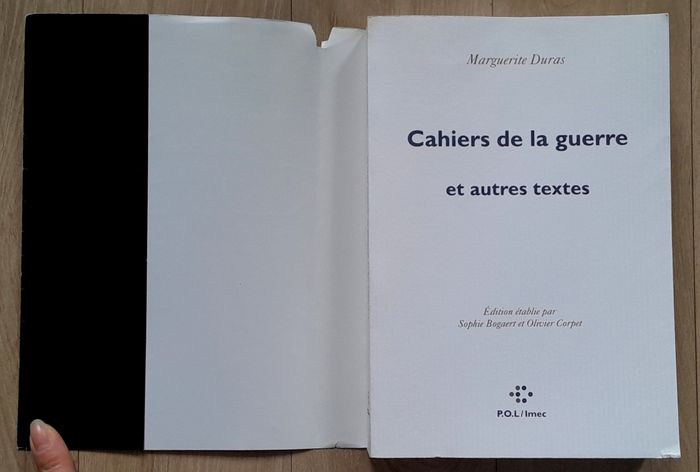 Marguerite Duras
Cahiers de la guerre
et autres textes
Édition établie par
Sophie Bogaert et Olivier Corpet
P.O.L / Imec